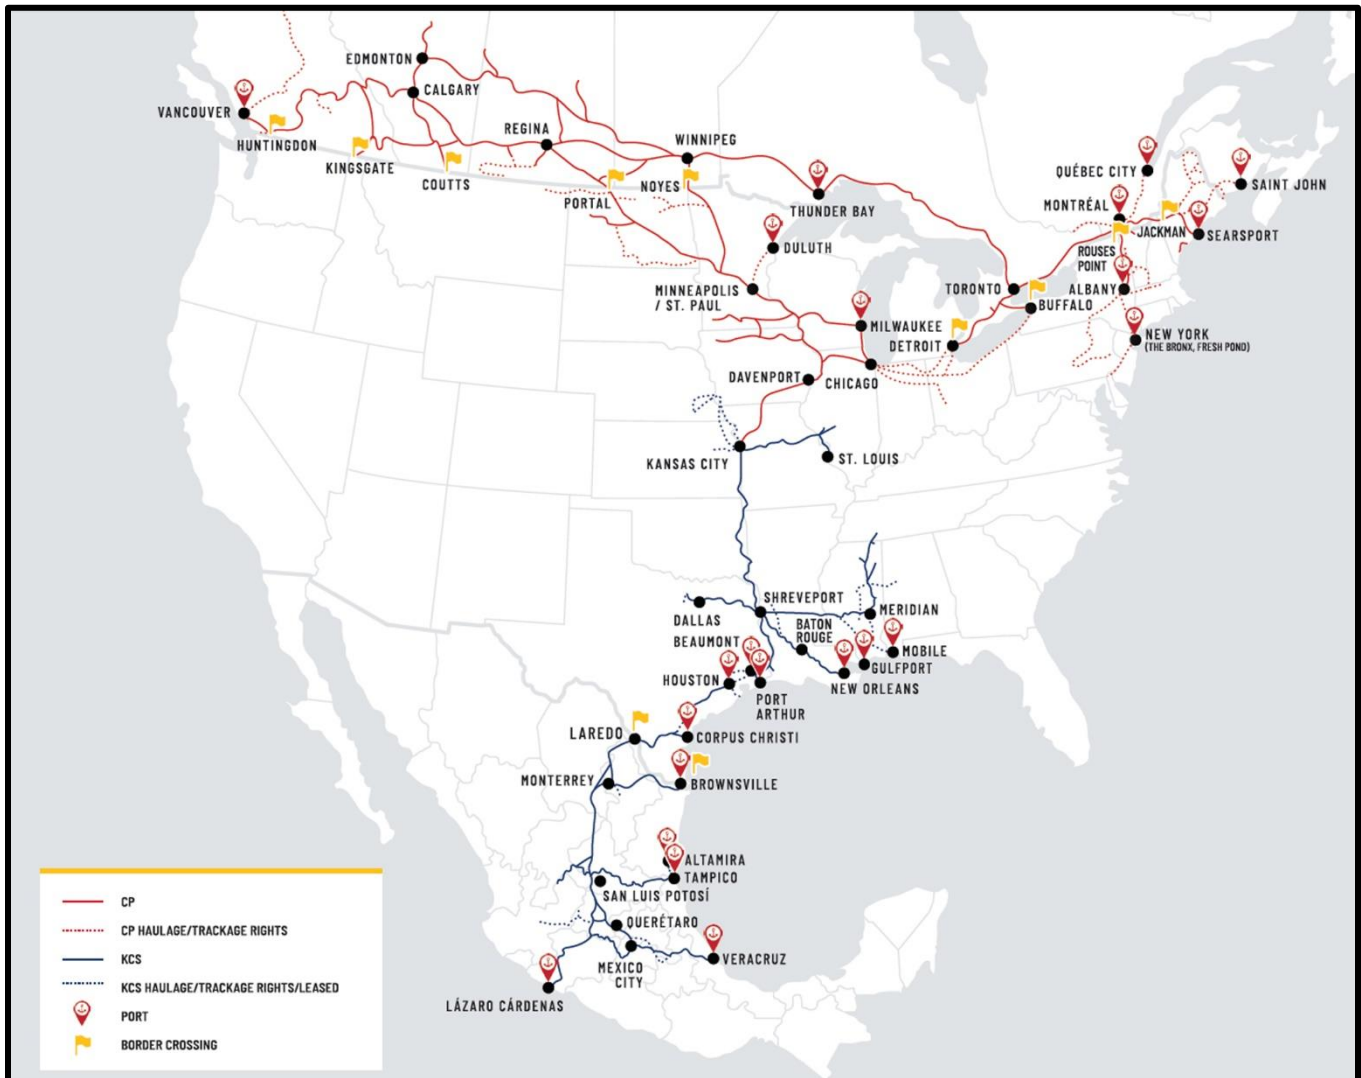 EDMONTON
CALGARY
VANCOUVER
HUNTINGDON
KINGSGATE
COUTTS
REGINA
WINNIPEG
PORTAL
NOYES
THUNDER BAY
DULUTH
MINNEAPOLIS
/ ST. PAUL
QUÉBEC CITY
SAINT JOHN
MONTRÉAL
JACKMAN
SEARSPORT
ROUSES
POINT
TORONTO
ALBANY
BUFFALO
MILWAUKEE
DETROIT
NEW YORK
(THE BRONX, FRESH POND)
DAVENPORT
CHICAGO
KANSAS CITY
ST. LOUIS
SHREVEPORT
DALLAS
MERIDIAN
BATON
ROUGE
BEAUMONT
MOBILE
GULFPORT
HOUSTON
NEW ORLEANS
PORT
ARTHUR
LAREDO
CORPUS CHRISTI
MONTERREY
BROWNSVILLE
ALTAMIRA
TAMPICO
SAN LUIS POTOSÍ
QUERÉTARO
MEXICO
CITY
VERACRUZ
LÁZARO CÁRDENAS
CP
CP HAULAGE/TRACKAGE RIGHTS
KCS
KCS HAULAGE/TRACKAGE RIGHTS/LEASED
PORT
BORDER CROSSING